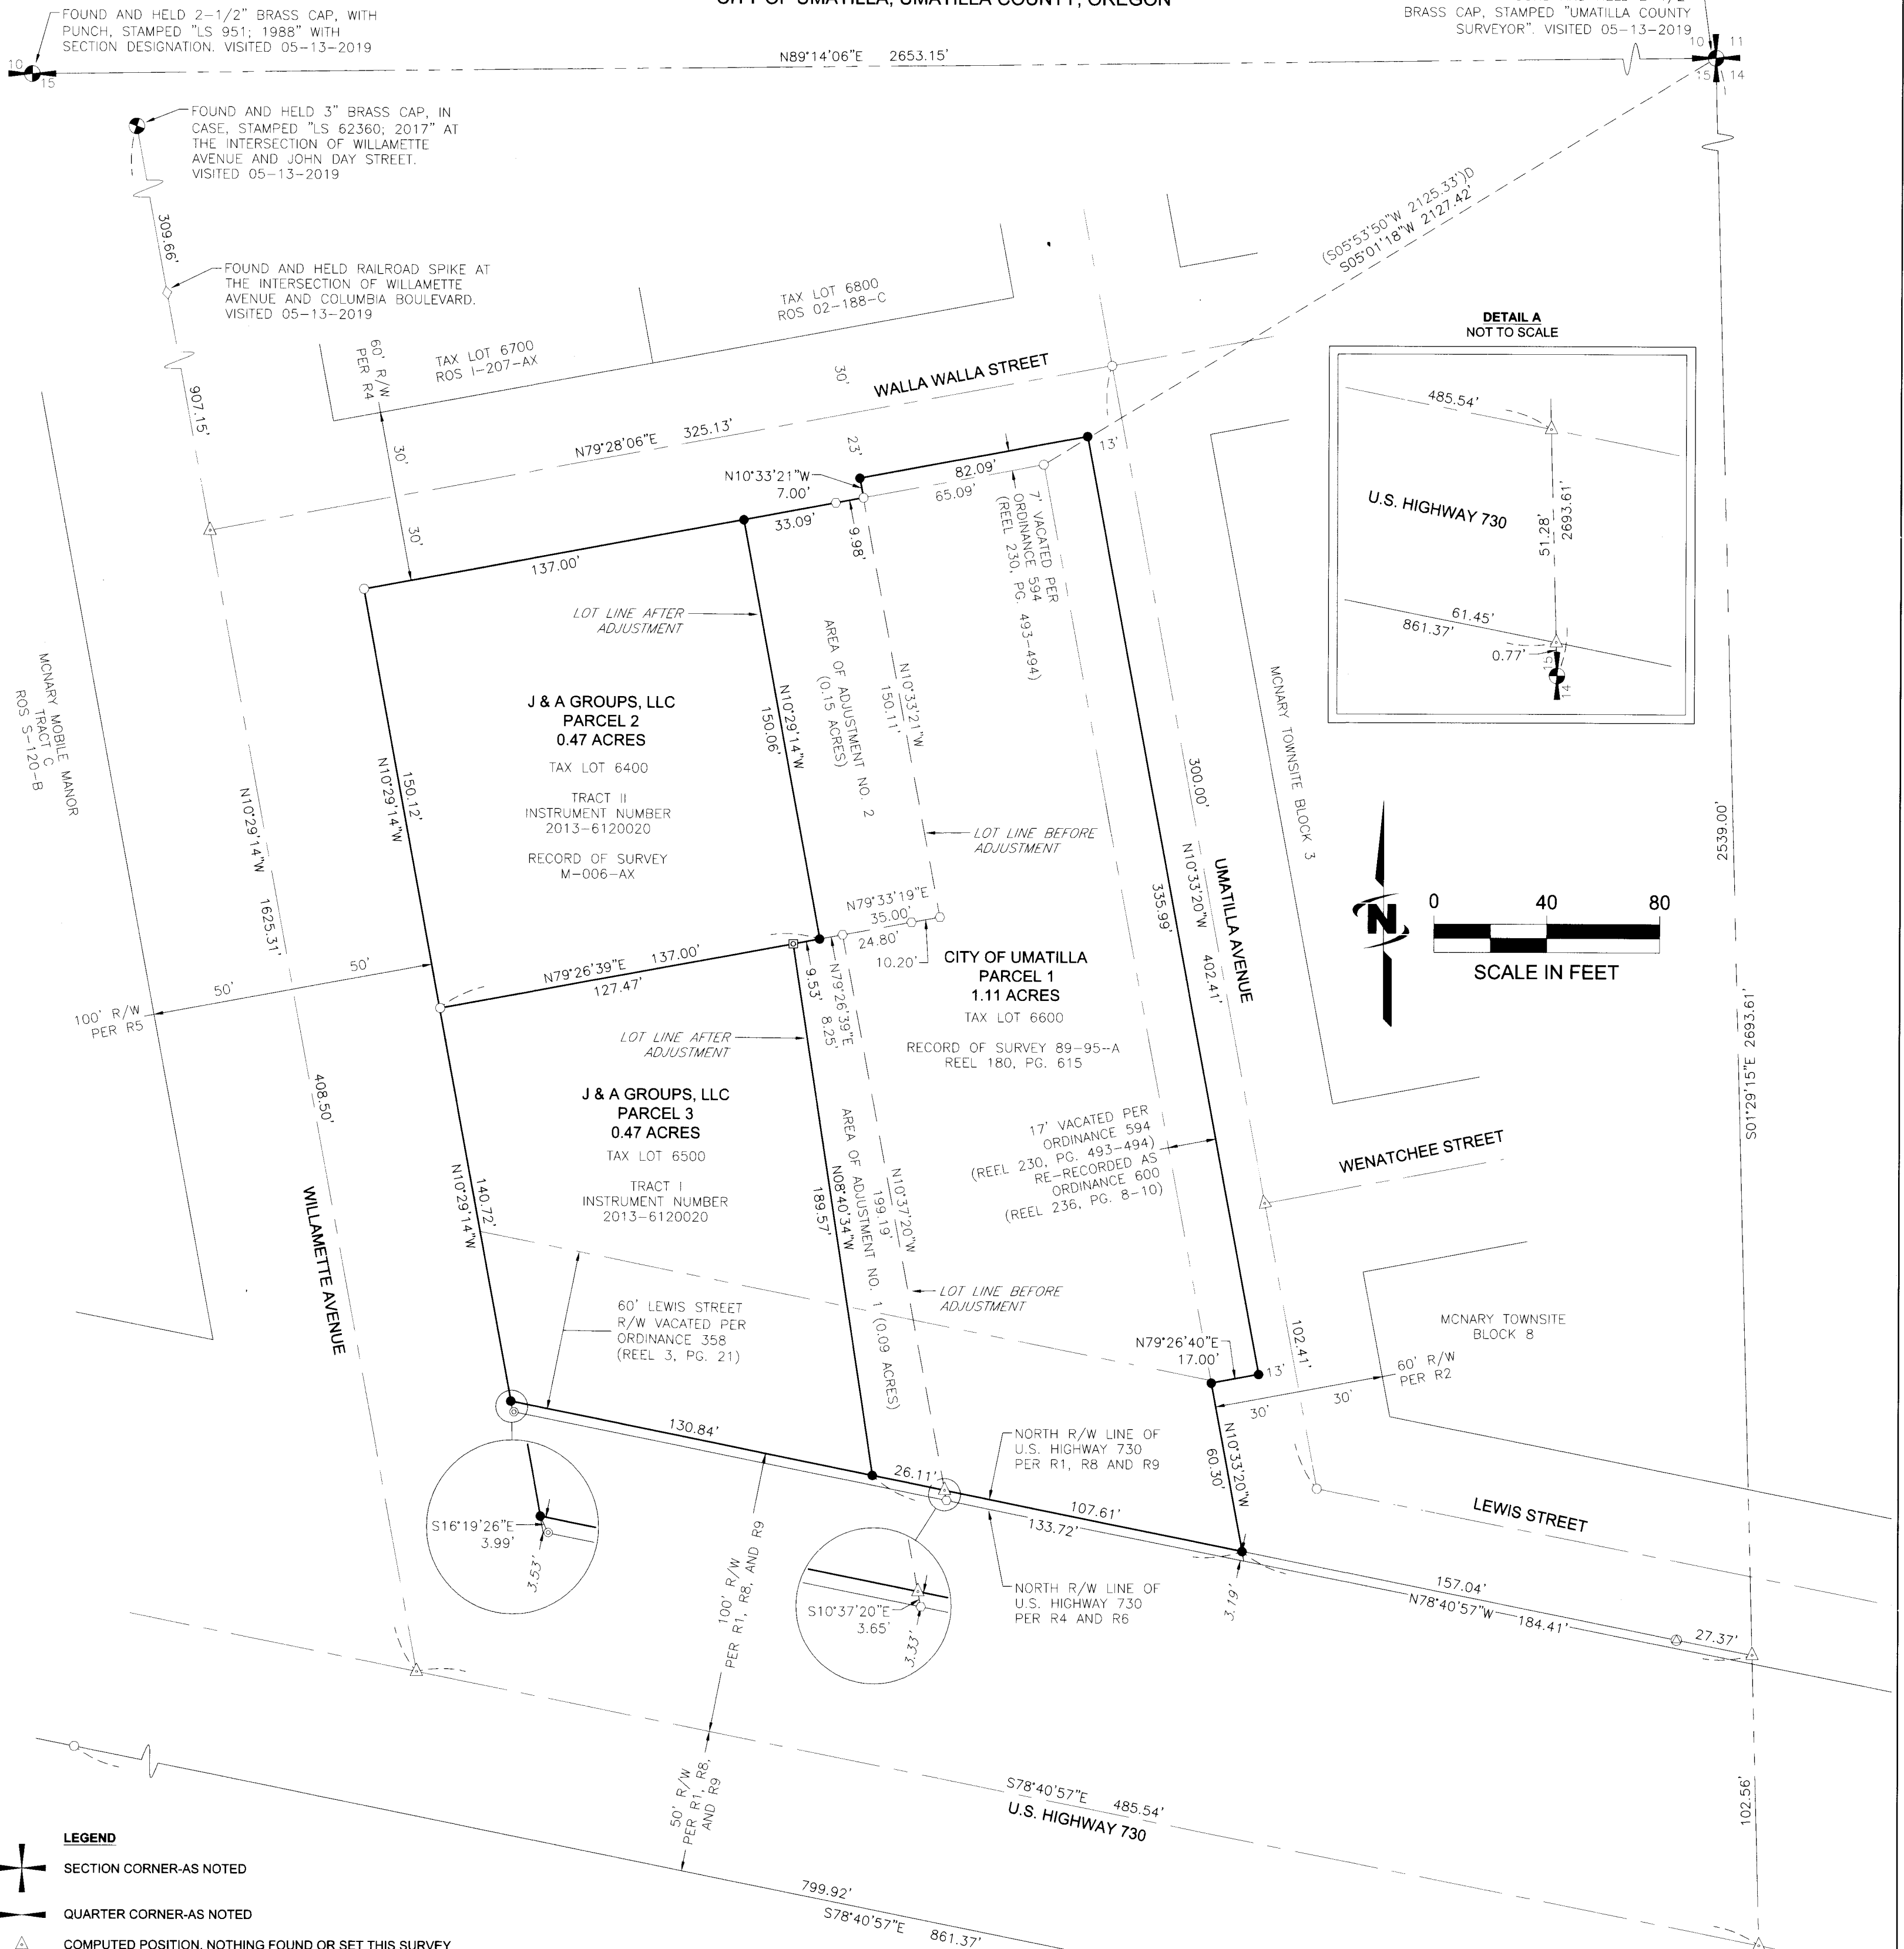 CITY OF UMATILLA, UMATILLA COUNTY, OREGON
FOUND AND HELD 2-1/2" BRASS CAP, WITH
PUNCH, STAMPED "LS 951; 1988" WITH
SECTION DESIGNATION. VISITED 05-13-2019
BRASS CAP, STAMPED "UMATILLA COUNTY
SURVEYOR". VISITED 05-13-2019
10
15
N89°14'06"E 2653.15'
10 11
15 14
FOUND AND HELD 3" BRASS CAP, IN
CASE, STAMPED "LS 62360; 2017" AT
THE INTERSECTION OF WILLAMETTE
AVENUE AND JOHN DAY STREET.
VISITED 05-13-2019
309.66'
FOUND AND HELD RAILROAD SPIKE AT
THE INTERSECTION OF WILLAMETTE
AVENUE AND COLUMBIA BOULEVARD.
VISITED 05-13-2019
(S05°53'50"W 2125.33')D
S05°01'18"W 2127.42'
TAX LOT 6800
ROS 02-188-C
TAX LOT 6700
ROS I-207-AX
60' R/W
PER R4
30'
WALLA WALLA STREET
907.15'
N79°28'06"E 325.13'
30'
30'
23'
13'
N10°33'21"W
7.00'
82.09'
65.09'
33.09'
9.98'
137.00'
7' VACATED PER
ORDINANCE 594
(REEL 230, PG. 493-494)
DETAIL A
NOT TO SCALE
485.54'
U.S. HIGHWAY 730
51.28'
2693.61'
61.45'
861.37'
0.77'
15
14
LOT LINE AFTER
ADJUSTMENT
AREA OF ADJUSTMENT NO. 2
(0.15 ACRES)
N10°33'21"W
150.11'
N10°29'14"W
150.06'
J & A GROUPS, LLC
PARCEL 2
0.47 ACRES
TAX LOT 6400
TRACT II
INSTRUMENT NUMBER
2013-6120020
RECORD OF SURVEY
M-006-AX
MCNARY MOBILE MANOR
TRACT C
ROS S-120-B
150.12'
N10°29'14"W
N10°29'14"W 1625.31'
MCNARY TOWNSITE BLOCK 3
300.00'
N10°33'20"W 402.41'
335.99'
UMATILLA AVENUE
2539.00'
LOT LINE BEFORE
ADJUSTMENT
N
0 40 80
SCALE IN FEET
N79°33'19"E
35.00'
24.80'
10.20'
N79°26'39"E 137.00'
127.47'
9.53'
N79°26'39"E
8.25'
50'
50'
100' R/W
PER R5
CITY OF UMATILLA
PARCEL 1
1.11 ACRES
TAX LOT 6600
RECORD OF SURVEY 89-95--A
REEL 180, PG. 615
LOT LINE AFTER
ADJUSTMENT
408.50'
J & A GROUPS, LLC
PARCEL 3
0.47 ACRES
TAX LOT 6500
TRACT I
INSTRUMENT NUMBER
2013-6120020
140.72'
N10°29'14"W
N08°40'34"W
189.57'
AREA OF ADJUSTMENT NO. 1 (0.09 ACRES)
N10°37'20"W
199.19'
17' VACATED PER
ORDINANCE 594
(REEL 230, PG. 493-494)
RE-RECORDED AS
ORDINANCE 600
(REEL 236, PG. 8-10)
WENATCHEE STREET
S01°29'15"E 2693.61'
WILLAMETTE AVENUE
LOT LINE BEFORE
ADJUSTMENT
60' LEWIS STREET
R/W VACATED PER
ORDINANCE 358
(REEL 3, PG. 21)
N79°26'40"E
17.00'
13'
102.41'
MCNARY TOWNSITE
BLOCK 8
60' R/W
PER R2
30'
30'
N10°33'20"W
60.30'
130.84'
26.11'
NORTH R/W LINE OF
U.S. HIGHWAY 730
PER R1, R8 AND R9
107.61'
133.72'
S16°19'26"E
3.99'
3.53'
S10°37'20"E
3.65'
3.33'
100' R/W
PER R1, R8, AND R9
NORTH R/W LINE OF
U.S. HIGHWAY 730
PER R4 AND R6
3.19'
LEWIS STREET
157.04'
N78°40'57"W 184.41'
27.37'
50' R/W
PER R1, R8,
AND R9
S78°40'57"E 485.54'
U.S. HIGHWAY 730
102.56'
799.92'
S78°40'57"E 861.37'
LEGEND
SECTION CORNER-AS NOTED
QUARTER CORNER-AS NOTED
COMPUTED POSITION, NOTHING FOUND OR SET THIS SURVEY